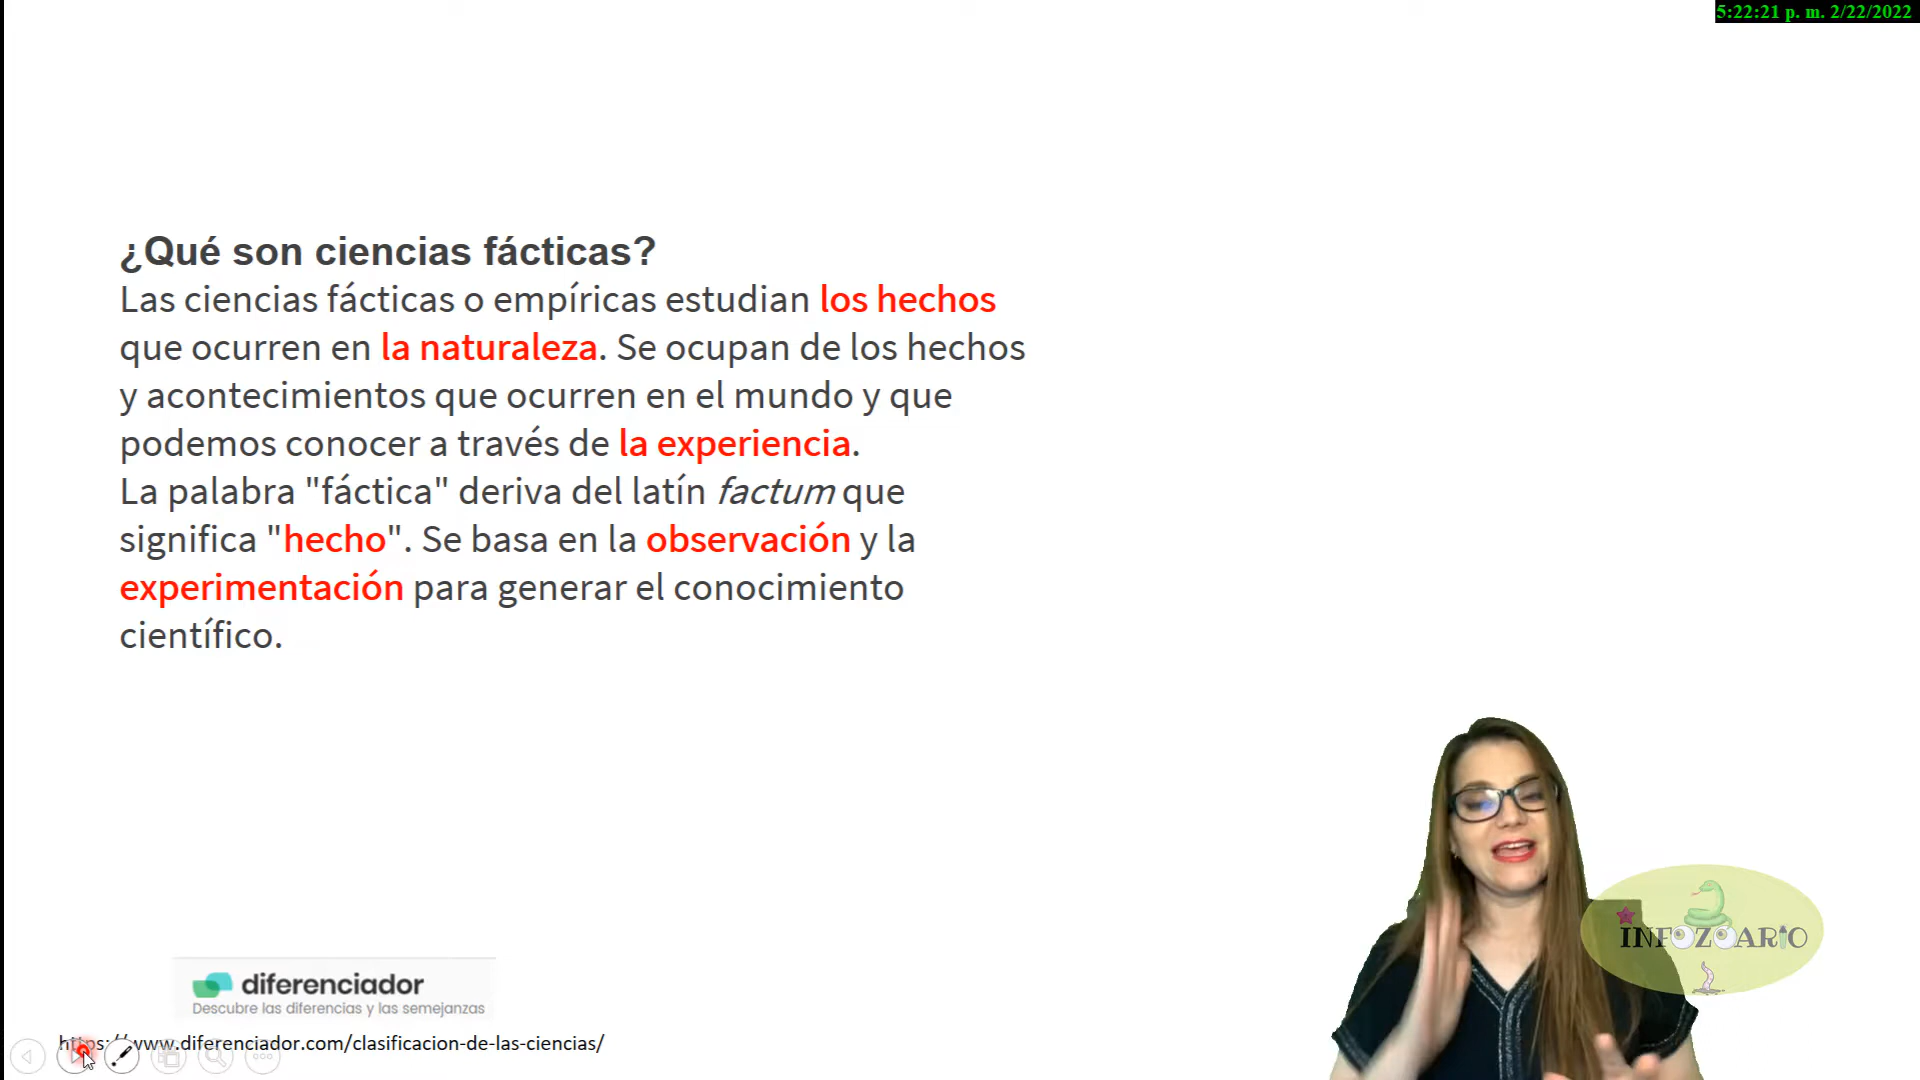 5:22:21 p. m. 2/22/2022
¿Qué son ciencias fácticas?
Las ciencias fácticas o empíricas estudian los hechos
que ocurren en la naturaleza. Se ocupan de los hechos
y acontecimientos que ocurren en el mundo y que
podemos conocer a través de la experiencia.
La palabra "fáctica" deriva del latín factum que
significa "hecho". Se basa en la observación y la
experimentación para generar el conocimiento
científico.
INFOZOARIO
diferenciador
Descubre las diferencias y las semejanzas
https://www.diferenciador.com/clasificacion-de-las-ciencias/